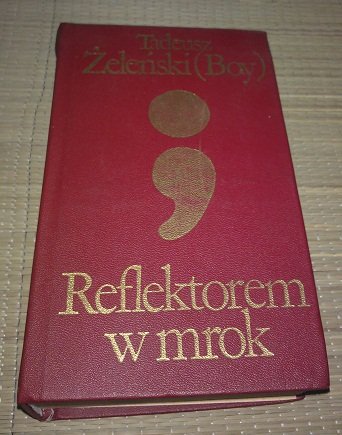 Tadeusz
Żeleński (Boy)
;
Reflektorem
w mrok